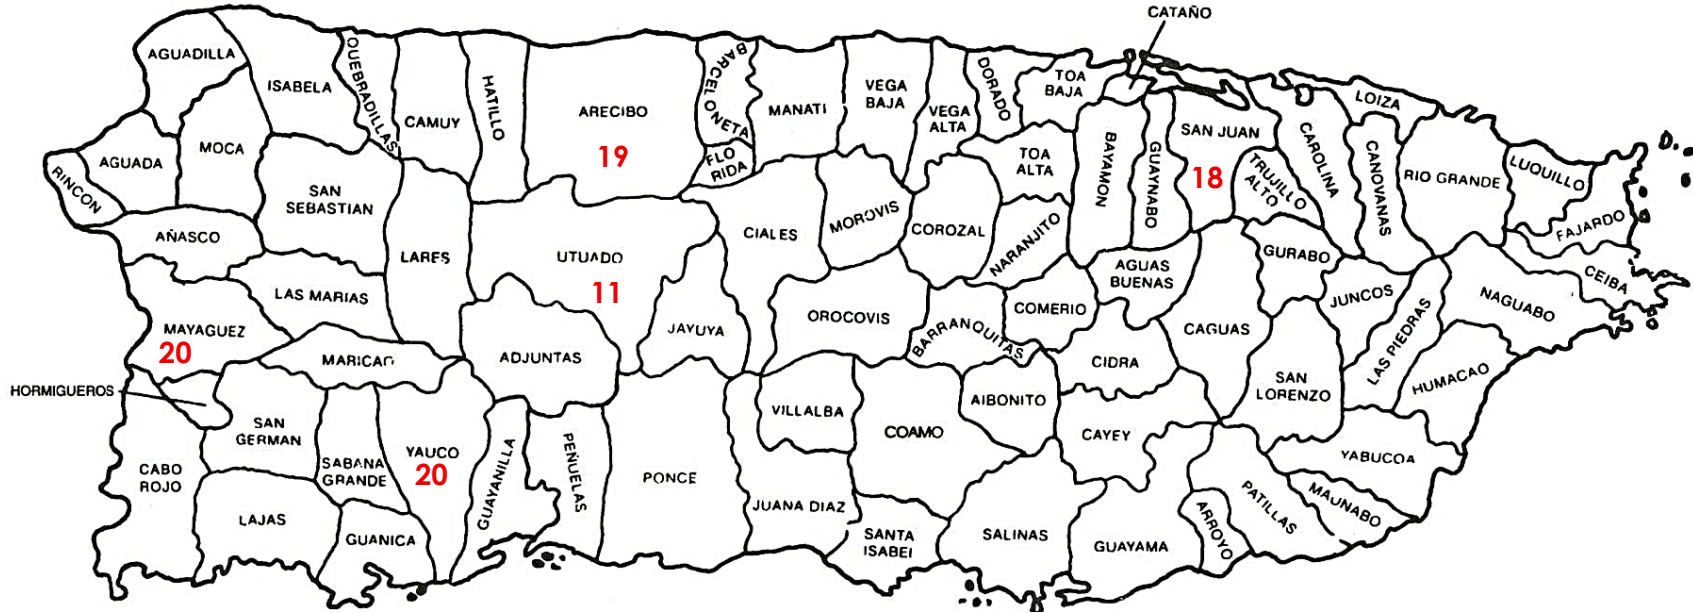 CATAÑO
AGUADILLA
ISABELA
QUEBRADILLAS
CAMUY
HATILLO
ARECIBO
19
BARCELONETA
FLO
RIDA
MANATI
VEGA
BAJA
VEGA
ALTA
DORADO
TOA
BAJA
TOA
ALTA
BAYAMON
GUAYNABO
SAN JUAN
18
TRUJILLO
ALTO
CAROLINA
LOIZA
CANOVANAS
RIO GRANDE
LUQUILLO
FAJARDO
CEIBA
RINCON
AGUADA
MOCA
SAN
SEBASTIAN
AÑASCO
LARES
UTUADO
11
CIALES
MOROVIS
COROZAL
NARANJITO
AGUAS
BUENAS
GURABO
JUNCOS
LAS PIEDRAS
NAGUABO
LAS MARIAS
MAYAGUEZ
20
MARICAO
ADJUNTAS
JAYUYA
OROCOVIS
BARRANQUITAS
COMERIO
CIDRA
CAGUAS
SAN
LORENZO
HUMACAO
HORMIGUEROS
SAN
GERMAN
SABANA
GRANDE
YAUCO
20
GUAYANILLA
PEÑUELAS
PONCE
VILLALBA
COAMO
AIBONITO
CAYEY
YABUCOA
CABO
ROJO
LAJAS
GUANICA
JUANA DIAZ
SANTA
ISABEl
SALINAS
GUAYAMA
ARROYO
PATILLAS
MAUNABO